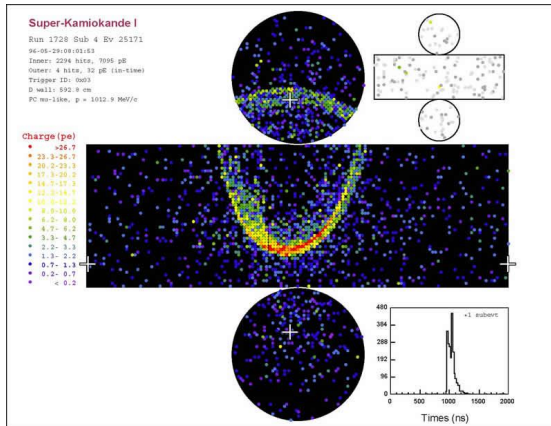 Super-Kamiokande I
Run 1728 Sub 4 Ev 25171
96-05-29:08:01:53
Inner: 2294 hits, 7095 pE
Outer: 4 hits, 32 pE (in-time)
Trigger ID: 0x03
D wall: 592.9 cm
FC mu-like, p = 1012.9 MeV/c
Charge(pe)
>26.7
23.3-26.7
20.2-23.3
17.3-20.2
14.7-17.3
12.2-14.7
10.0-12.2
8.0-10.0
6.2- 8.0
4.7- 6.2
3.3- 4.7
2.2- 3.3
1.3- 2.2
0.7- 1.3
0.2- 0.7
< 0.2
+1 subevt
480
384
288
192
96
0
0
500
1000
1500
2000
Times (ns)